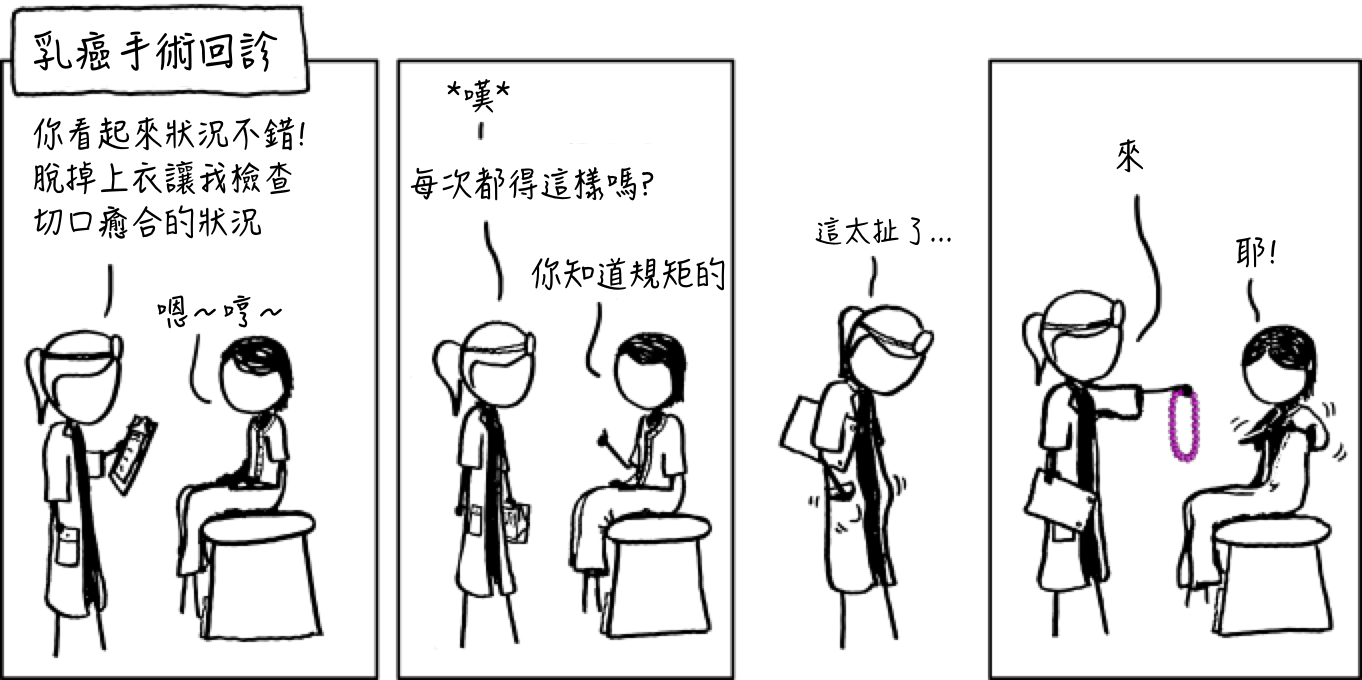 乳癌手術回診
你看起來狀況不錯!
脫掉上衣讓我檢查
切口癒合的狀況
嗯~哼~
*嘆*
每次都得這樣嗎?
你知道規矩的
這太扯了...
來
耶!